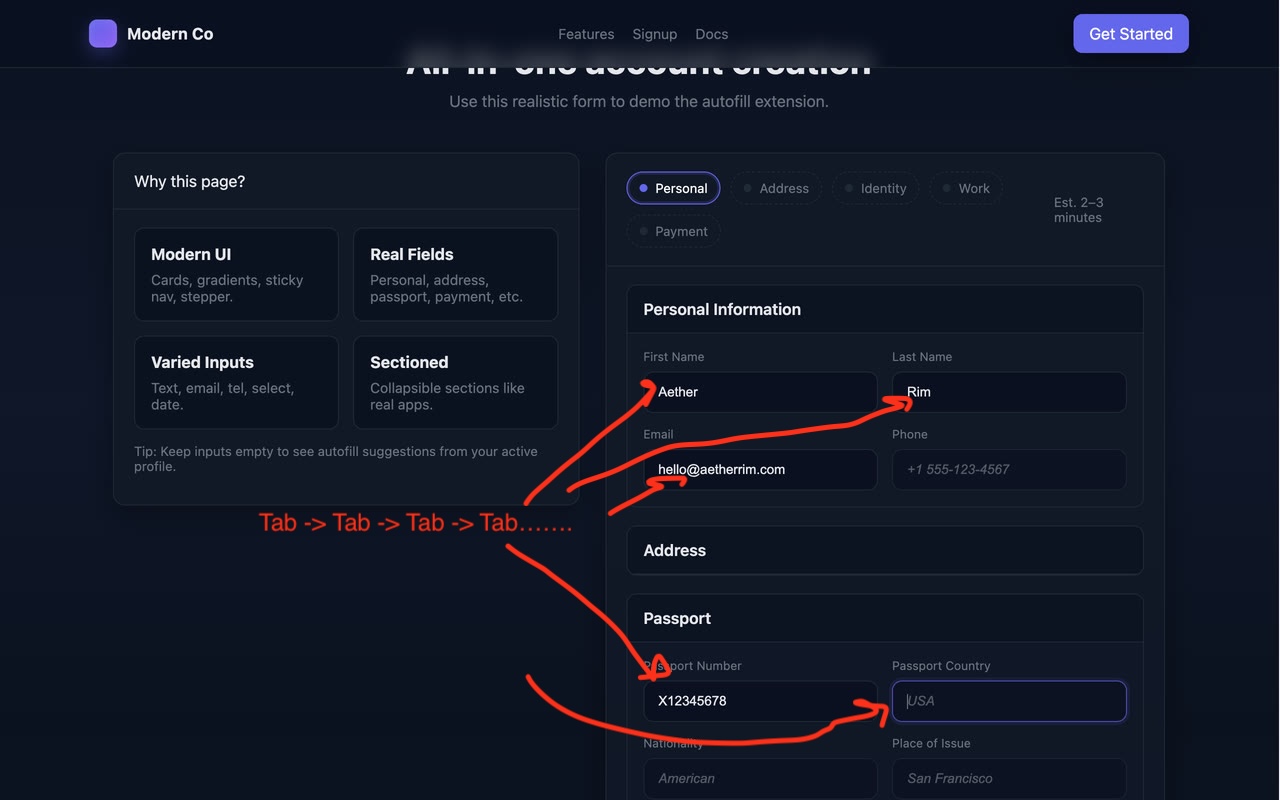 Modern Co
Features
Signup
Docs
Get Started
All-in-one account creation
Use this realistic form to demo the autofill extension.
Why this page?
Modern UI
Cards, gradients, sticky
nav, stepper.
Real Fields
Personal, address,
passport, payment, etc.
Varied Inputs
Text, email, tel, select,
date.
Sectioned
Collapsible sections like
real apps.
Tip: Keep inputs empty to see autofill suggestions from your active
profile.
Tab -> Tab -> Tab -> Tab.......
Personal
Address
Identity
Work
Payment
Est. 2–3
minutes
Personal Information
First Name
Last Name
Aether
Rim
Email
Phone
hello@aetherrim.com
+1 555-123-4567
Address
Passport
Passport Number
Passport Country
X12345678
USA
Nationality
Place of Issue
American
San Francisco